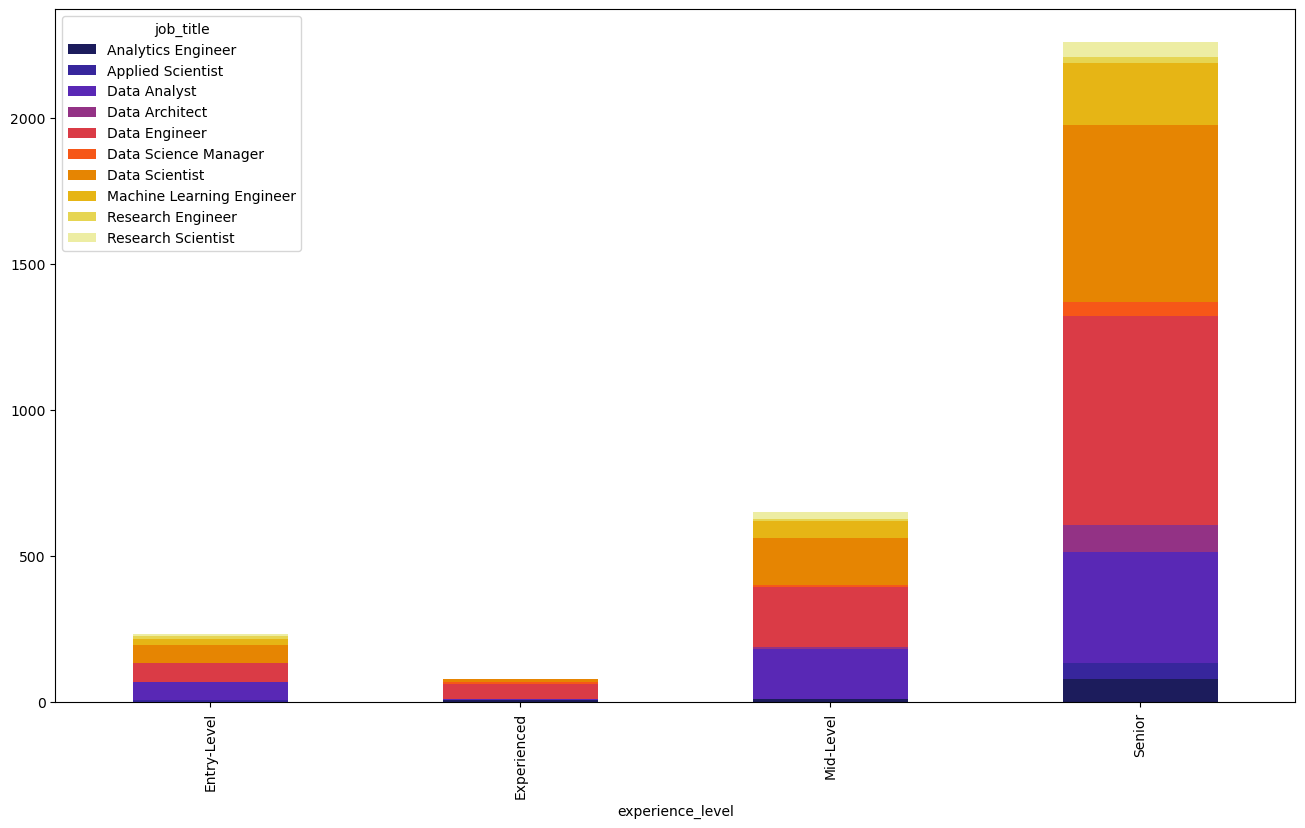 job_title
Analytics Engineer
Applied Scientist
Data Analyst
Data Architect
Data Engineer
Data Science Manager
Data Scientist
Machine Learning Engineer
Research Engineer
Research Scientist
2000
1500
1000
500
0
Entry-Level
Experienced
Mid-Level
Senior
experience_level